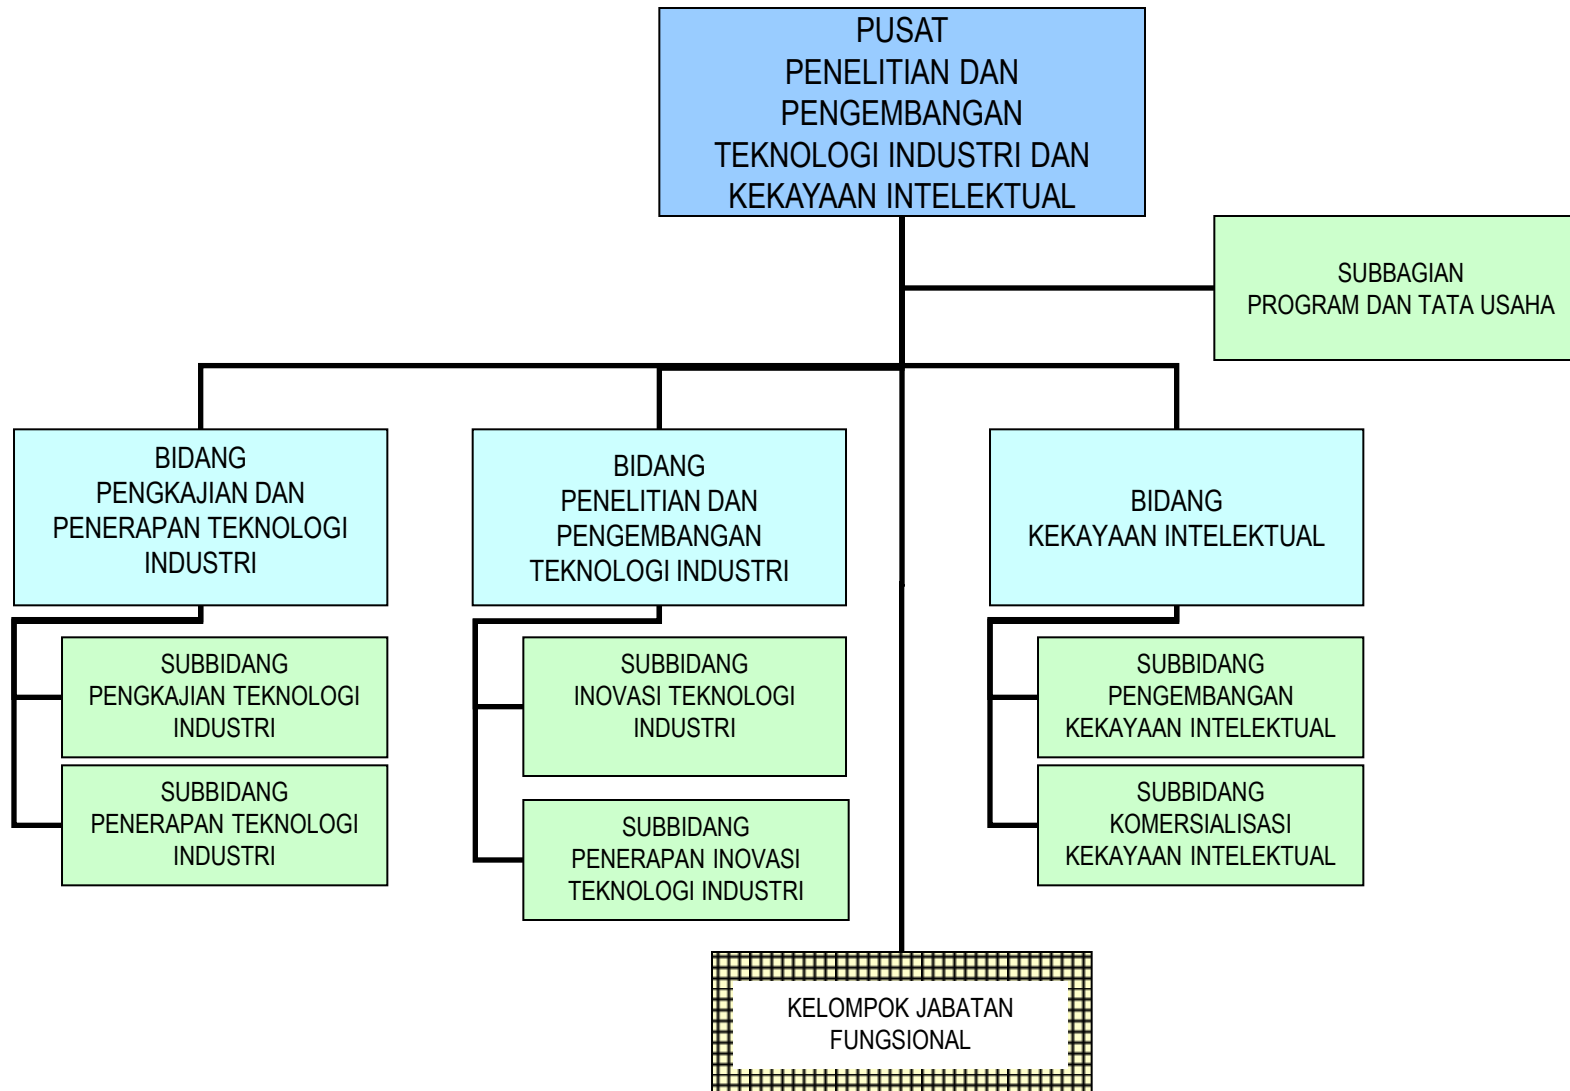 PUSAT
PENELITIAN DAN
PENGEMBANGAN
TEKNOLOGI INDUSTRI DAN
KEKAYAAN INTELEKTUAL
SUBBAGIAN
PROGRAM DAN TATA USAHA
BIDANG
PENGKAJIAN DAN
PENERAPAN TEKNOLOGI
INDUSTRI
BIDANG
PENELITIAN DAN
PENGEMBANGAN
TEKNOLOGI INDUSTRI
BIDANG
KEKAYAAN INTELEKTUAL
SUBBIDANG
PENGKAJIAN TEKNOLOGI
INDUSTRI
SUBBIDANG
PENERAPAN TEKNOLOGI
INDUSTRI
SUBBIDANG
INOVASI TEKNOLOGI
INDUSTRI
SUBBIDANG
PENERAPAN INOVASI
TEKNOLOGI INDUSTRI
SUBBIDANG
PENGEMBANGAN
KEKAYAAN INTELEKTUAL
SUBBIDANG
KOMERSIALISASI
KEKAYAAN INTELEKTUAL
KELOMPOK JABATAN
FUNGSIONAL